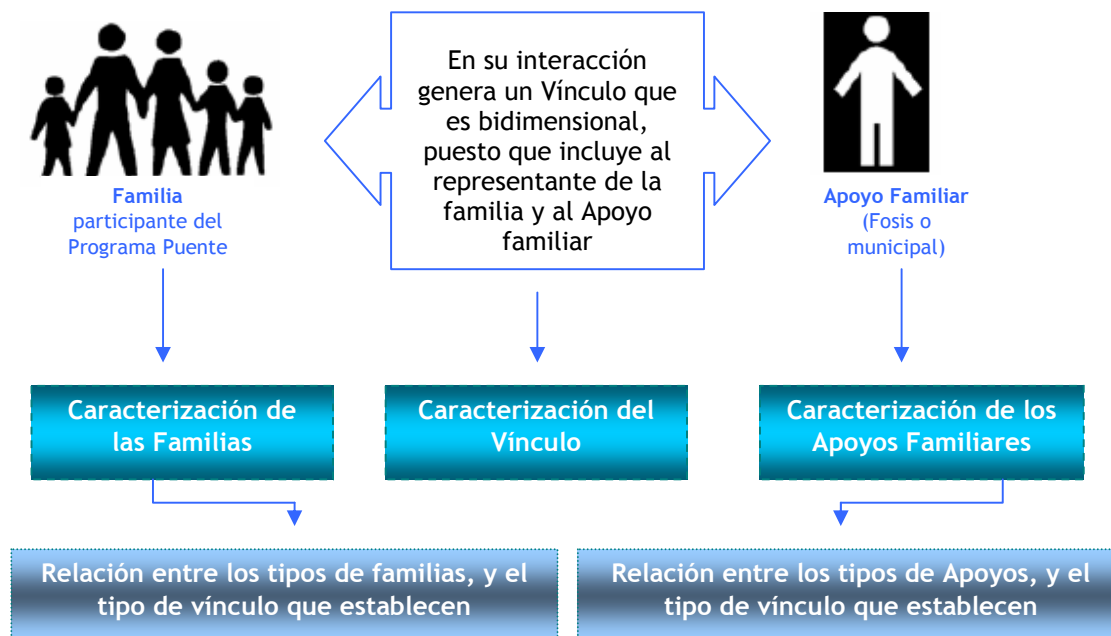 En su interacción
genera un Vínculo que
es bidimensional,
puesto que incluye al
representante de la
familia y al Apoyo
familiar
Familia
participante del
Programa Puente
Apoyo Familiar
(Fosis o
municipal)
Caracterización de
las Familias
Caracterización del
Vínculo
Caracterización de los
Apoyos Familiares
Relación entre los tipos de familias, y el
tipo de vínculo que establecen
Relación entre los tipos de Apoyos, y el
tipo de vínculo que establecen